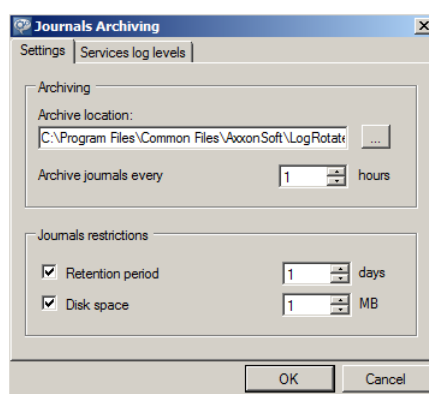 Journals Archiving
Settings Services log levels
Archiving
Archive location:
C:\Program Files\Common Files\AxxonSoft\LogRotate ...
Archive journals every 1 hours
Journals restrictions
Retention period 1 days
Disk space 1 MB
OK Cancel